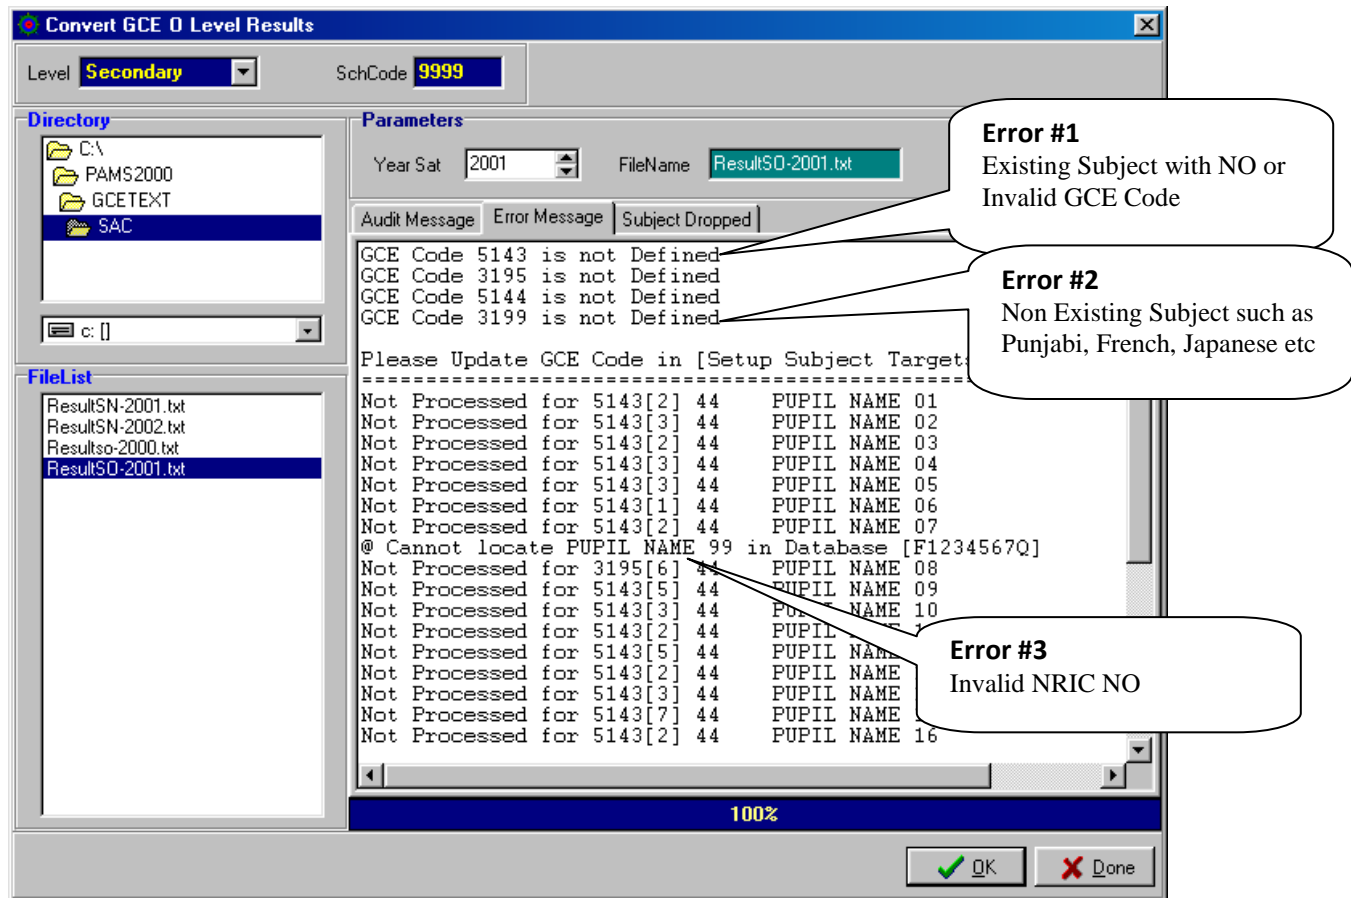 Convert GCE O Level Results
Level Secondary SchCode 9999
Directory
C:\
PAMS2000
GCETEXT
SAC
c: []
FileList
ResultSN-2001.txt
ResultSN-2002.txt
Resultso-2000.txt
ResultSO-2001.txt
Parameters
Year Sat 2001 FileName ResultSO-2001.txt
Audit Message Error Message Subject Dropped
GCE Code 5143 is not Defined
GCE Code 3195 is not Defined
GCE Code 5144 is not Defined
GCE Code 3199 is not Defined
Please Update GCE Code in [Setup Subject Targets
==================================================
Not Processed for 5143[2] 44 PUPIL NAME 01
Not Processed for 5143[3] 44 PUPIL NAME 02
Not Processed for 5143[2] 44 PUPIL NAME 03
Not Processed for 5143[3] 44 PUPIL NAME 04
Not Processed for 5143[3] 44 PUPIL NAME 05
Not Processed for 5143[1] 44 PUPIL NAME 06
Not Processed for 5143[2] 44 PUPIL NAME 07
@ Cannot locate PUPIL NAME 99 in Database [F1234567Q]
Not Processed for 3195[6] 44 PUPIL NAME 08
Not Processed for 5143[5] 44 PUPIL NAME 09
Not Processed for 5143[3] 44 PUPIL NAME 10
Not Processed for 5143[2] 44 PUPIL NAME
Not Processed for 5143[5] 44 PUPIL NAME
Not Processed for 5143[2] 44 PUPIL NAME
Not Processed for 5143[3] 44 PUPIL NAME
Not Processed for 5143[7] 44 PUPIL NAME
Not Processed for 5143[2] 44 PUPIL NAME 16
100%
OK Done
Error #1
Existing Subject with NO or
Invalid GCE Code
Error #2
Non Existing Subject such as
Punjabi, French, Japanese etc
Error #3
Invalid NRIC NO